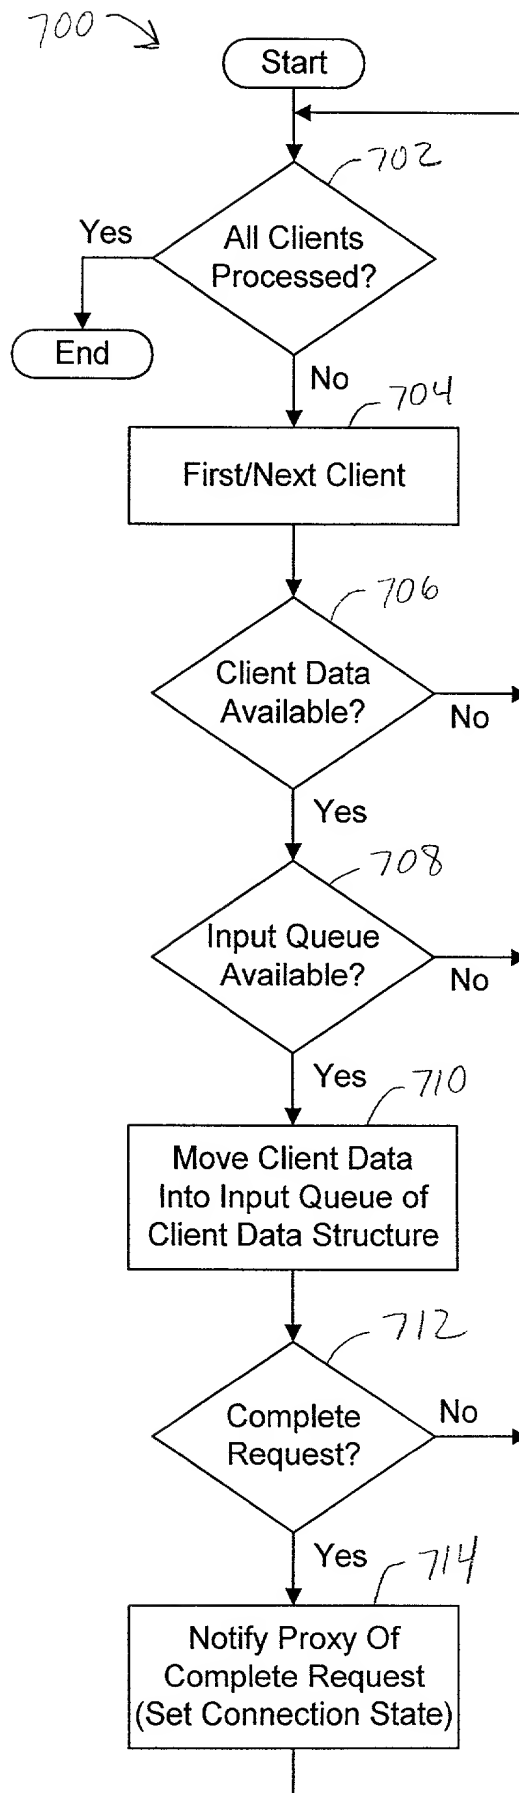 700
Start
702
All Clients
Processed?
Yes
End
No
704
First/Next Client
706
Client Data
Available?
No
Yes
708
Input Queue
Available?
No
Yes
710
Move Client Data
Into Input Queue of
Client Data Structure
712
Complete
Request?
No
Yes
714
Notify Proxy Of
Complete Request
(Set Connection State)